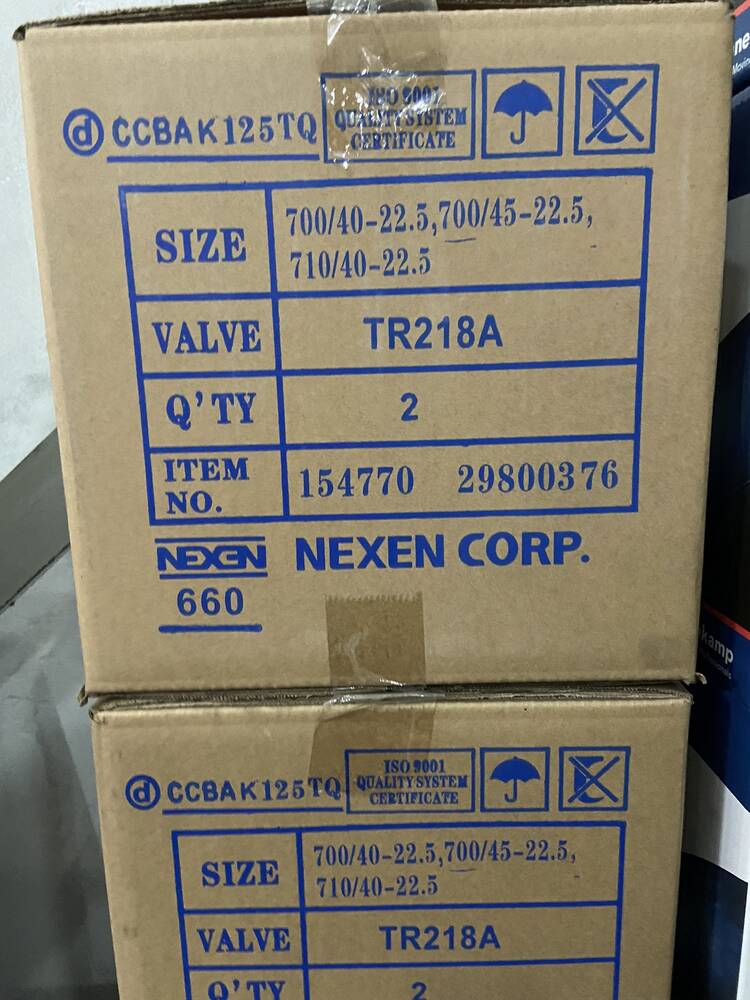 ⓓ CCBAK125TQ
ISO 9001
QUALITY SYSTEM
CERTIFICATE
SIZE
700/40-22.5,700/45-22.5,
710/40-22.5
VALVE TR218A
Q'TY 2
ITEM
NO.
154770 29800376
NEXEN NEXEN CORP.
660
ⓓ CCBAK125TQ
ISO 9001
QUALITY SYSTEM
CERTIFICATE
SIZE
700/40-22.5,700/45-22.5,
710/40-22.5
VALVE TR218A
Q'TY 2
kamp